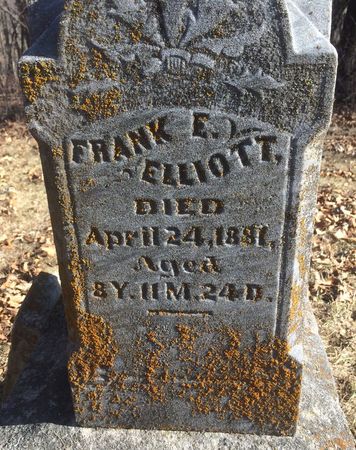 FRANK E.
ELLIOTT.
DIED
April 24, 1881,
Aged
8 Y. 11 M. 24 D.